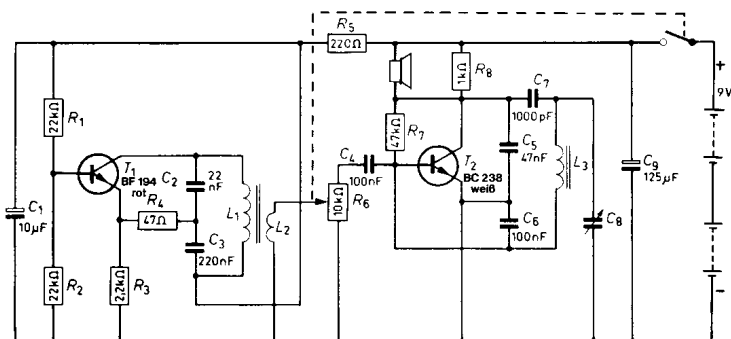 R5
220Ω
R8
1kΩ
C7
1000pF
+
9V
R1
22kΩ
R7
47kΩ
C5
47nF
L3
T1
BF 194
rot
C2
22
nF
C4
100nF
T2
BC 238
weiß
C9
125µF
R4
47Ω
L1
L2
R6
10kΩ
C6
100nF
C8
C1
10µF
C3
220nF
R2
22kΩ
R3
2,2kΩ
−